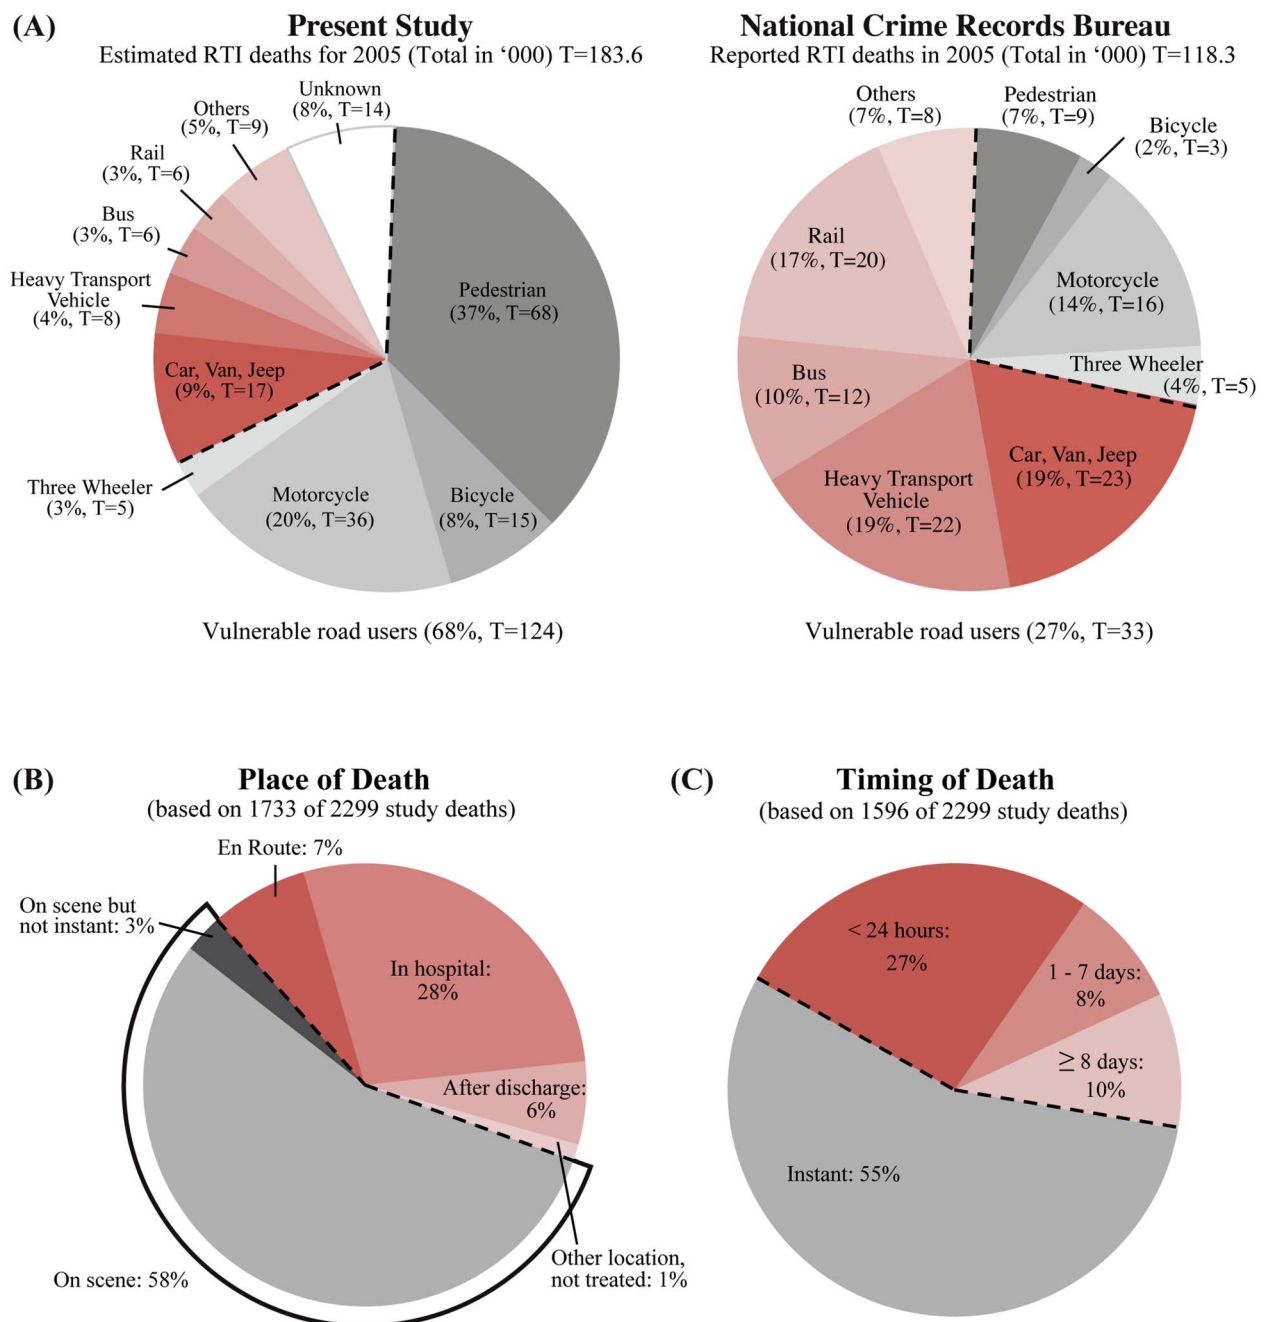 (A)
Present Study
Estimated RTI deaths for 2005 (Total in ‘000) T=183.6
Unknown
(8%, T=14)
Others
(5%, T=9)
Rail
(3%, T=6)
Bus
(3%, T=6)
Heavy Transport
Vehicle
(4%, T=8)
Car, Van, Jeep
(9%, T=17)
Three Wheeler
(3%, T=5)
Motorcycle
(20%, T=36)
Bicycle
(8%, T=15)
Pedestrian
(37%, T=68)
Vulnerable road users (68%, T=124)
National Crime Records Bureau
Reported RTI deaths in 2005 (Total in ‘000) T=118.3
Others
(7%, T=8)
Pedestrian
(7%, T=9)
Bicycle
(2%, T=3)
Rail
(17%, T=20)
Motorcycle
(14%, T=16)
Three Wheeler
(4%, T=5)
Bus
(10%, T=12)
Car, Van, Jeep
(19%, T=23)
Heavy Transport
Vehicle
(19%, T=22)
Vulnerable road users (27%, T=33)
(B)
Place of Death
(based on 1733 of 2299 study deaths)
En Route: 7%
On scene but
not instant: 3%
In hospital:
28%
After discharge:
6%
Other location,
not treated: 1%
On scene: 58%
(C)
Timing of Death
(based on 1596 of 2299 study deaths)
< 24 hours:
27%
1 - 7 days:
8%
≥ 8 days:
10%
Instant: 55%